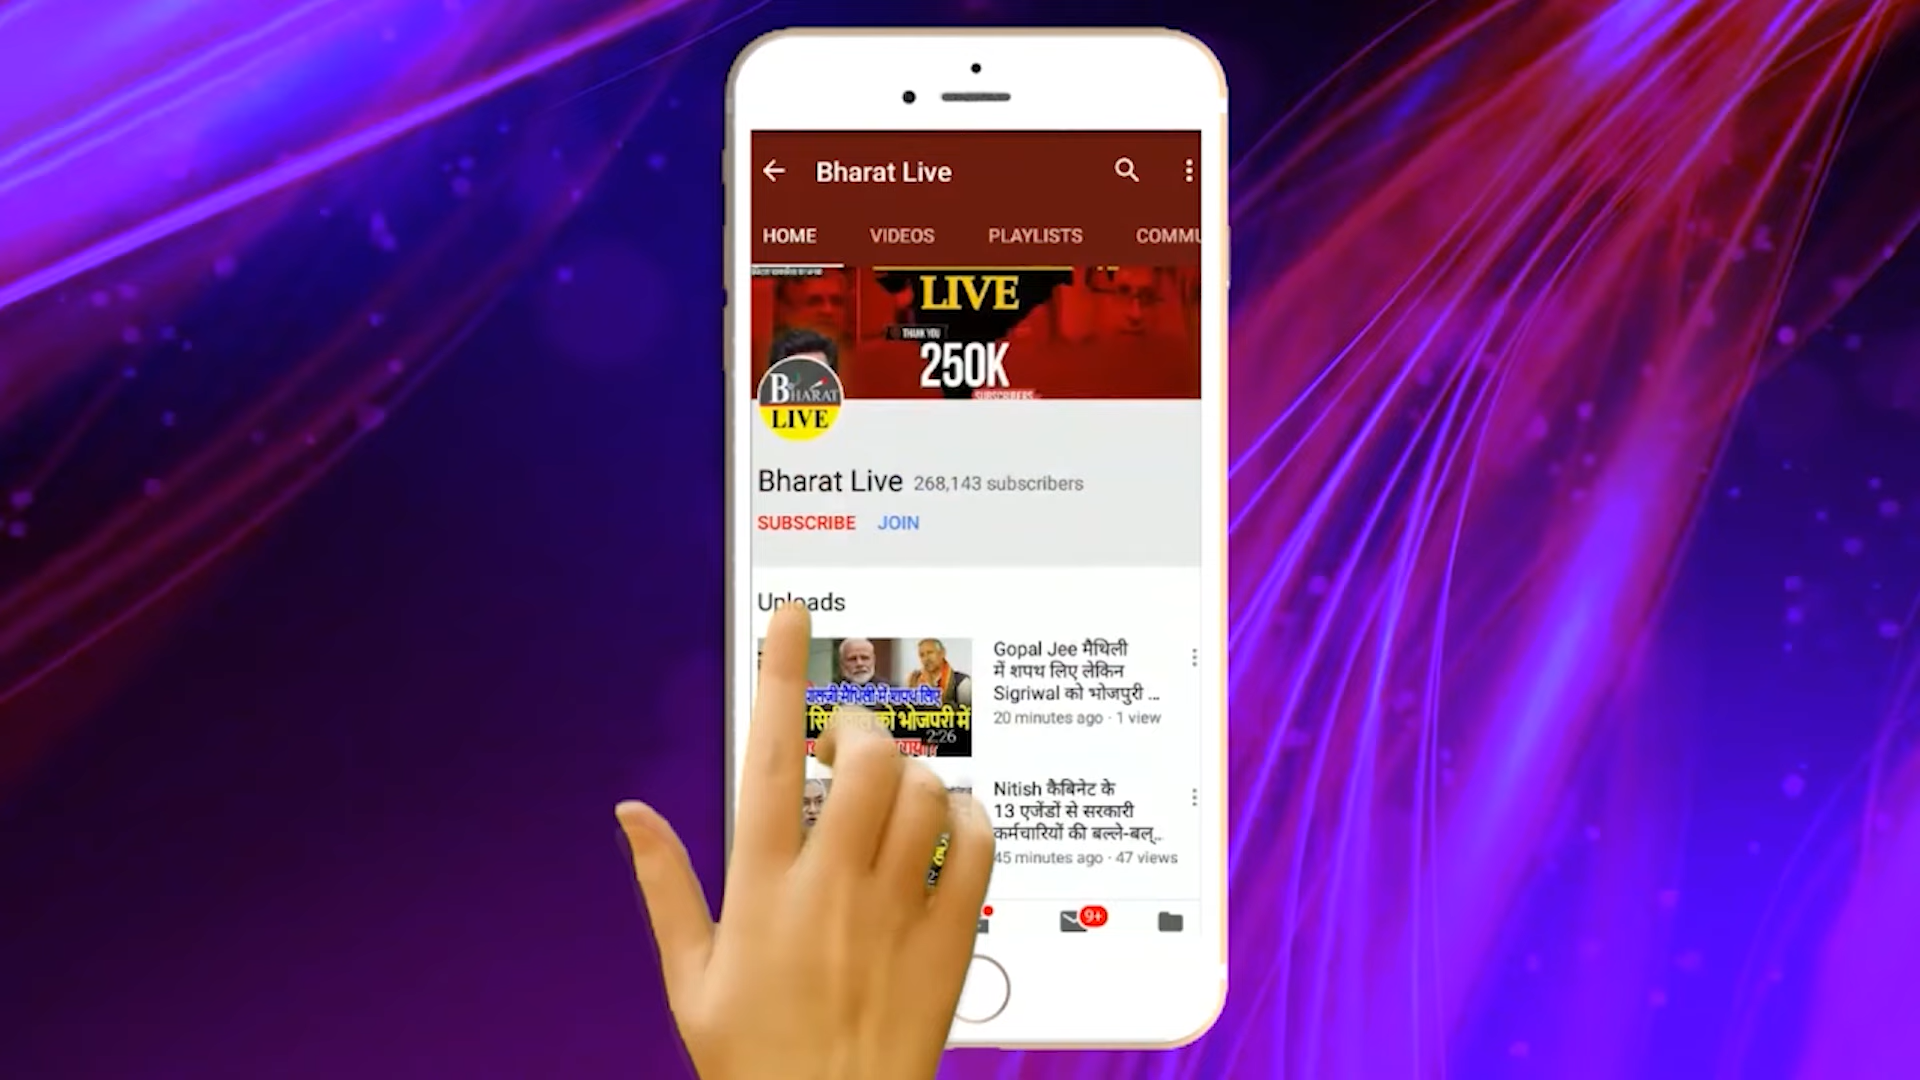 Bharat Live
HOME VIDEOS PLAYLISTS COMMU
LIVE
THANK YOU
250K
SUBSCRIBERS
BHARAT
LIVE
Bharat Live 268,143 subscribers
SUBSCRIBE JOIN
Uploads
मैथिली में शपथ लिए
को भोजपुरी में
2:26
Gopal Jee मैथिली
में शपथ लिए लेकिन
Sigriwal को भोजपुरी ...
20 minutes ago · 1 view
Nitish कैबिनेट के
13 एजेंडों से सरकारी
कर्मचारियों की बल्ले-बल्...
45 minutes ago · 47 views
9+